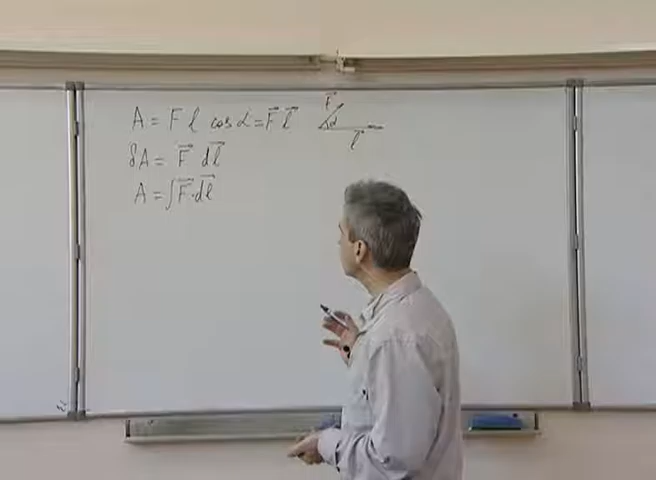 A = F l cos α = F⃗ l⃗
F⃗
α
l⃗
δA = F⃗ dl⃗
A = ∫F⃗·dl⃗